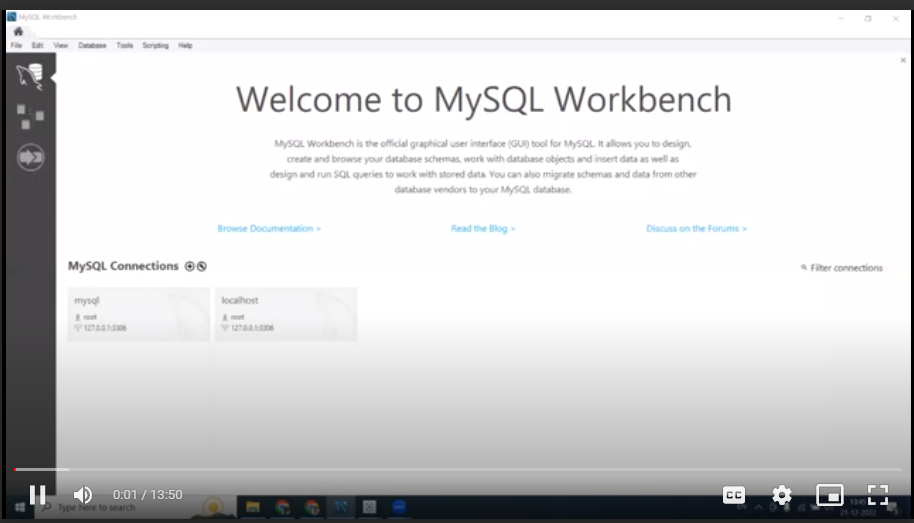 MySQL Workbench
File Edit View Database Tools Scripting Help
Welcome to MySQL Workbench
MySQL Workbench is the official graphical user interface (GUI) tool for MySQL. It allows you to design,
create and browse your database schemas, work with database objects and insert data as well as
design and run SQL queries to work with stored data. You can also migrate schemas and data from other
database vendors to your MySQL database.
Browse Documentation >
Read the Blog >
Discuss on the Forums >
MySQL Connections
Filter connections
mysql
root
127.0.0.1:3306
localhost
root
127.0.0.1:3306
0:01 / 13:50
CC
Type here to search
13:45
21-12-2022